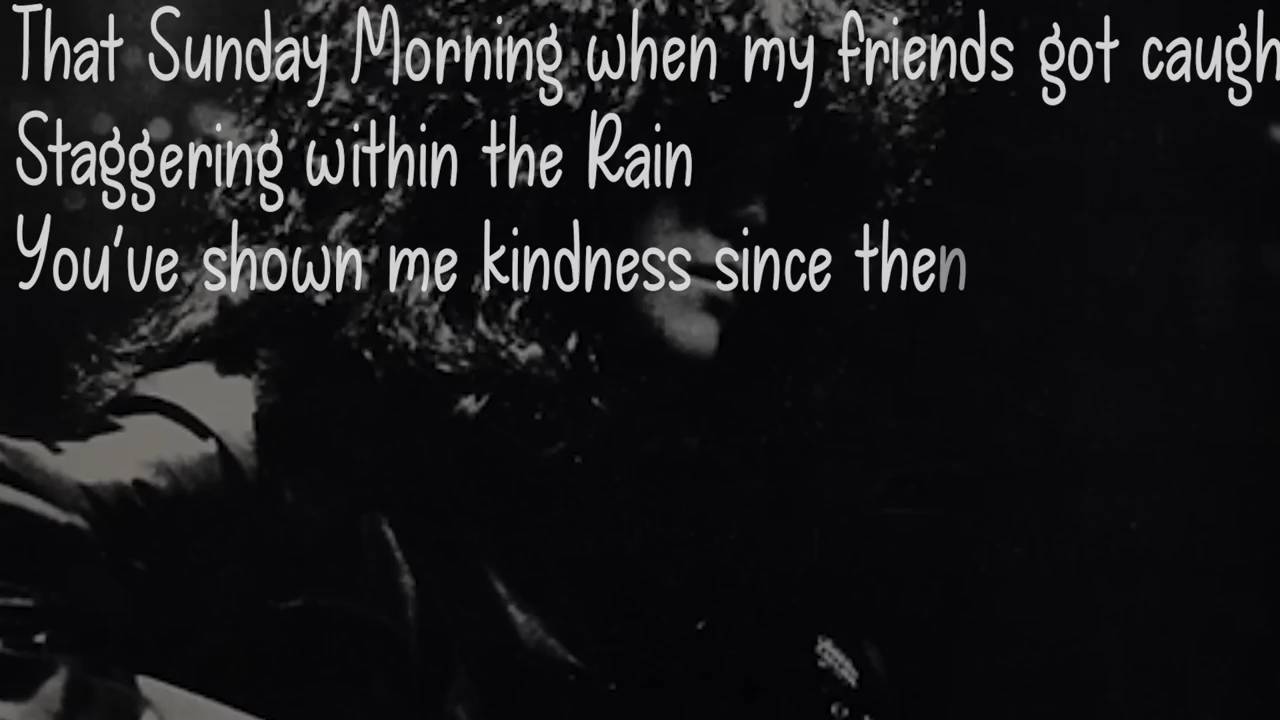 That Sunday Morning when my friends got caugh
Staggering within the Rain
You've shown me kindness since then